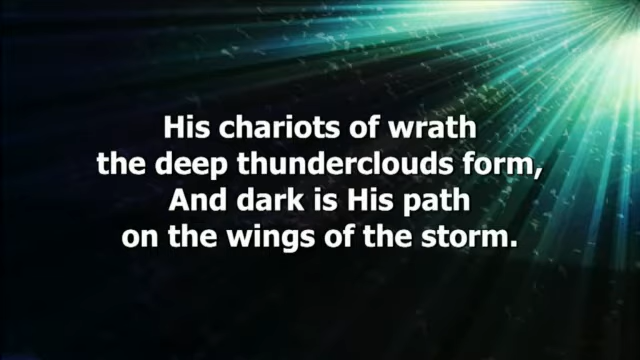 His chariots of wrath
the deep thunderclouds form,
And dark is His path
on the wings of the storm.